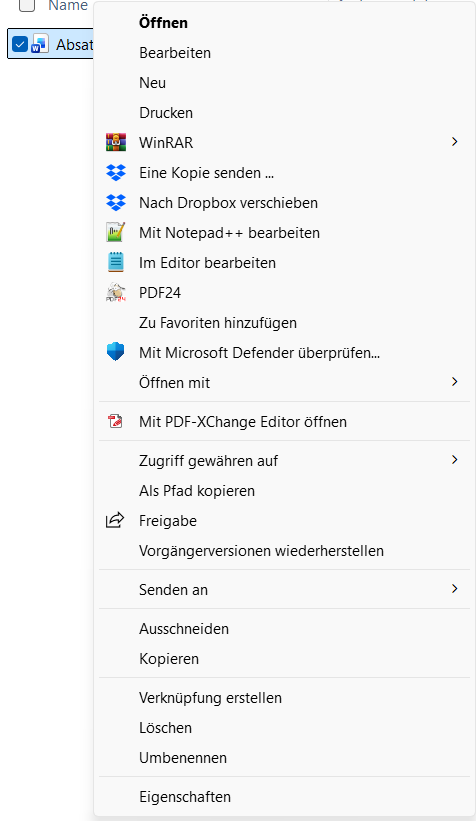 Name
Absat
Öffnen
Bearbeiten
Neu
Drucken
WinRAR
Eine Kopie senden ...
Nach Dropbox verschieben
Mit Notepad++ bearbeiten
Im Editor bearbeiten
PDF24
Zu Favoriten hinzufügen
Mit Microsoft Defender überprüfen...
Öffnen mit
Mit PDF-XChange Editor öffnen
Zugriff gewähren auf
Als Pfad kopieren
Freigabe
Vorgängerversionen wiederherstellen
Senden an
Ausschneiden
Kopieren
Verknüpfung erstellen
Löschen
Umbenennen
Eigenschaften